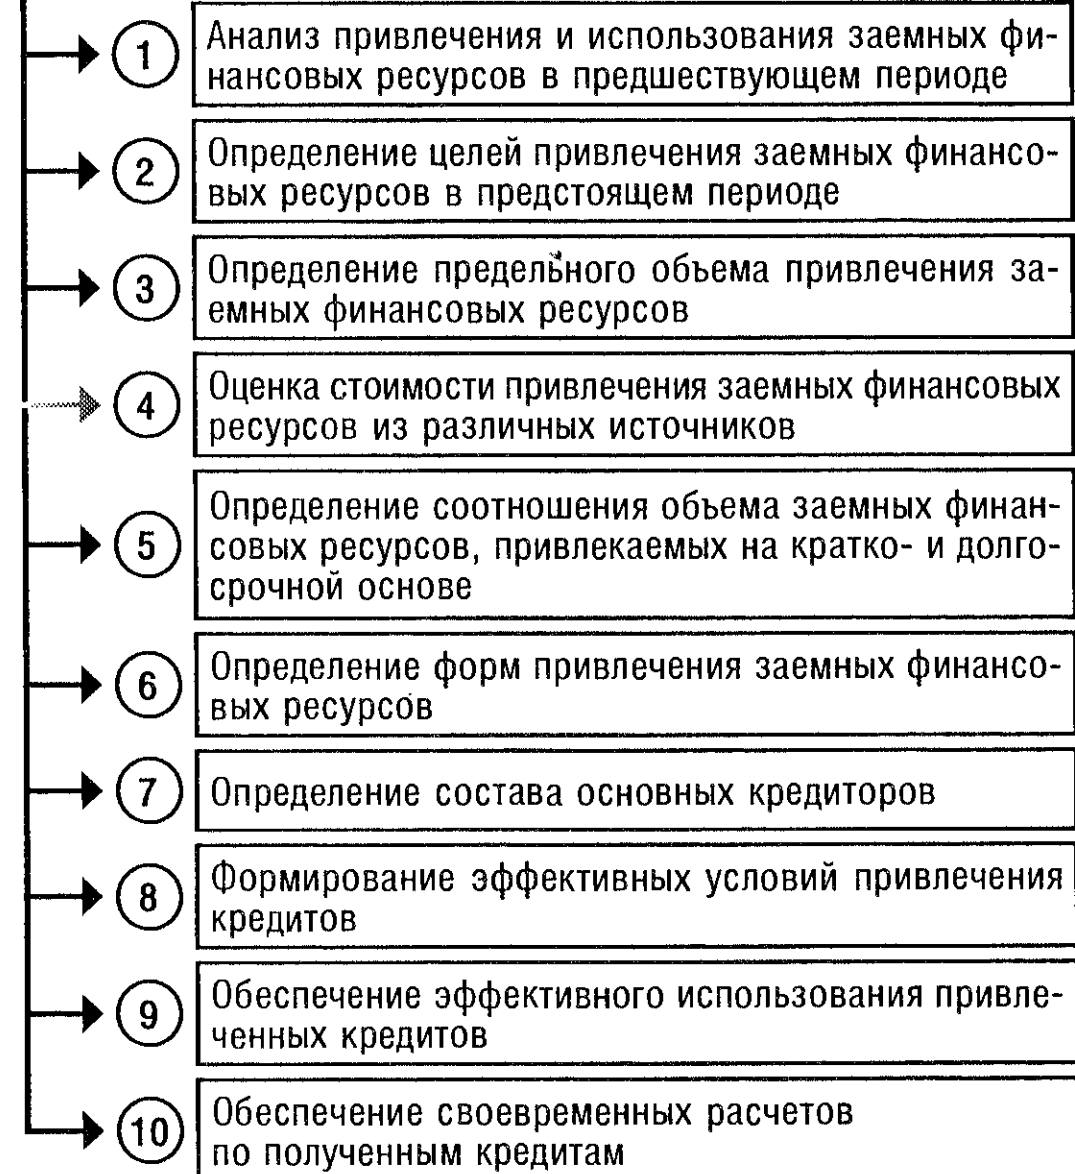 1
Анализ привлечения и использования заемных фи-
нансовых ресурсов в предшествующем периоде
2
Определение целей привлечения заемных финансо-
вых ресурсов в предстоящем периоде
3
Определение предельного объема привлечения за-
емных финансовых ресурсов
4
Оценка стоимости привлечения заемных финансовых
ресурсов из различных источников
5
Определение соотношения объема заемных финан-
совых ресурсов, привлекаемых на кратко- и долго-
срочной основе
6
Определение форм привлечения заемных финансо-
вых ресурсов
7
Определение состава основных кредиторов
8
Формирование эффективных условий привлечения
кредитов
9
Обеспечение эффективного использования привле-
ченных кредитов
10
Обеспечение своевременных расчетов
по полученным кредитам